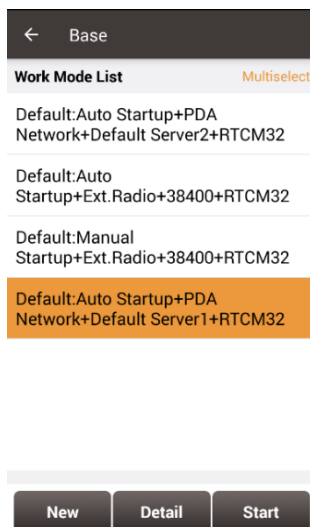 Base
Work Mode List Multiselect
Default:Auto Startup+PDA
Network+Default Server2+RTCM32
Default:Auto
Startup+Ext.Radio+38400+RTCM32
Default:Manual
Startup+Ext.Radio+38400+RTCM32
Default:Auto Startup+PDA
Network+Default Server1+RTCM32
New Detail Start